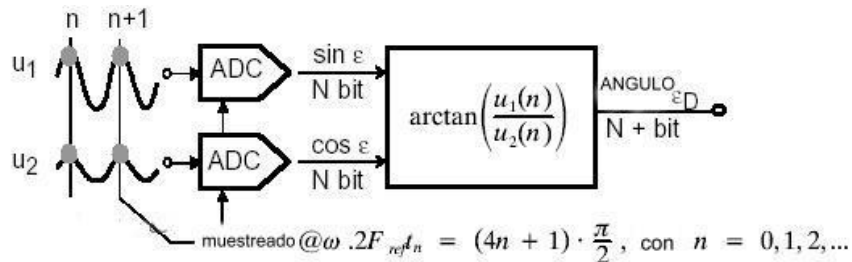 n n+1
u1 ADC sin ε
N bit
arctan(u1(n)/u2(n))
ANGULO εD
N + bit
u2 ADC cos ε
N bit
muestreado @ω .2F ref tn = (4n + 1) · π/2 , con n = 0,1,2,...